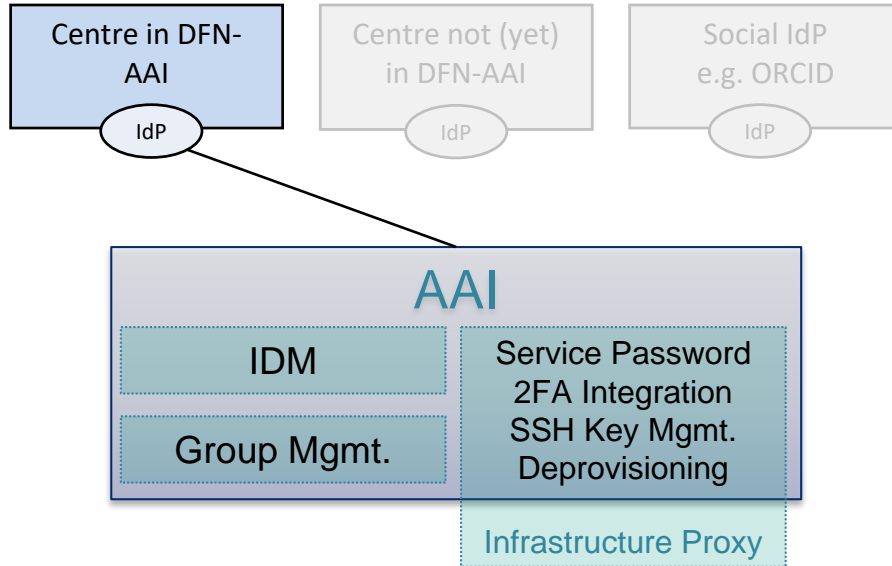 Centre in DFN-
AAI
IdP
Centre not (yet)
in DFN-AAI
IdP
Social IdP
e.g. ORCID
IdP
AAI
IDM
Group Mgmt.
Service Password
2FA Integration
SSH Key Mgmt.
Deprovisioning
Infrastructure Proxy